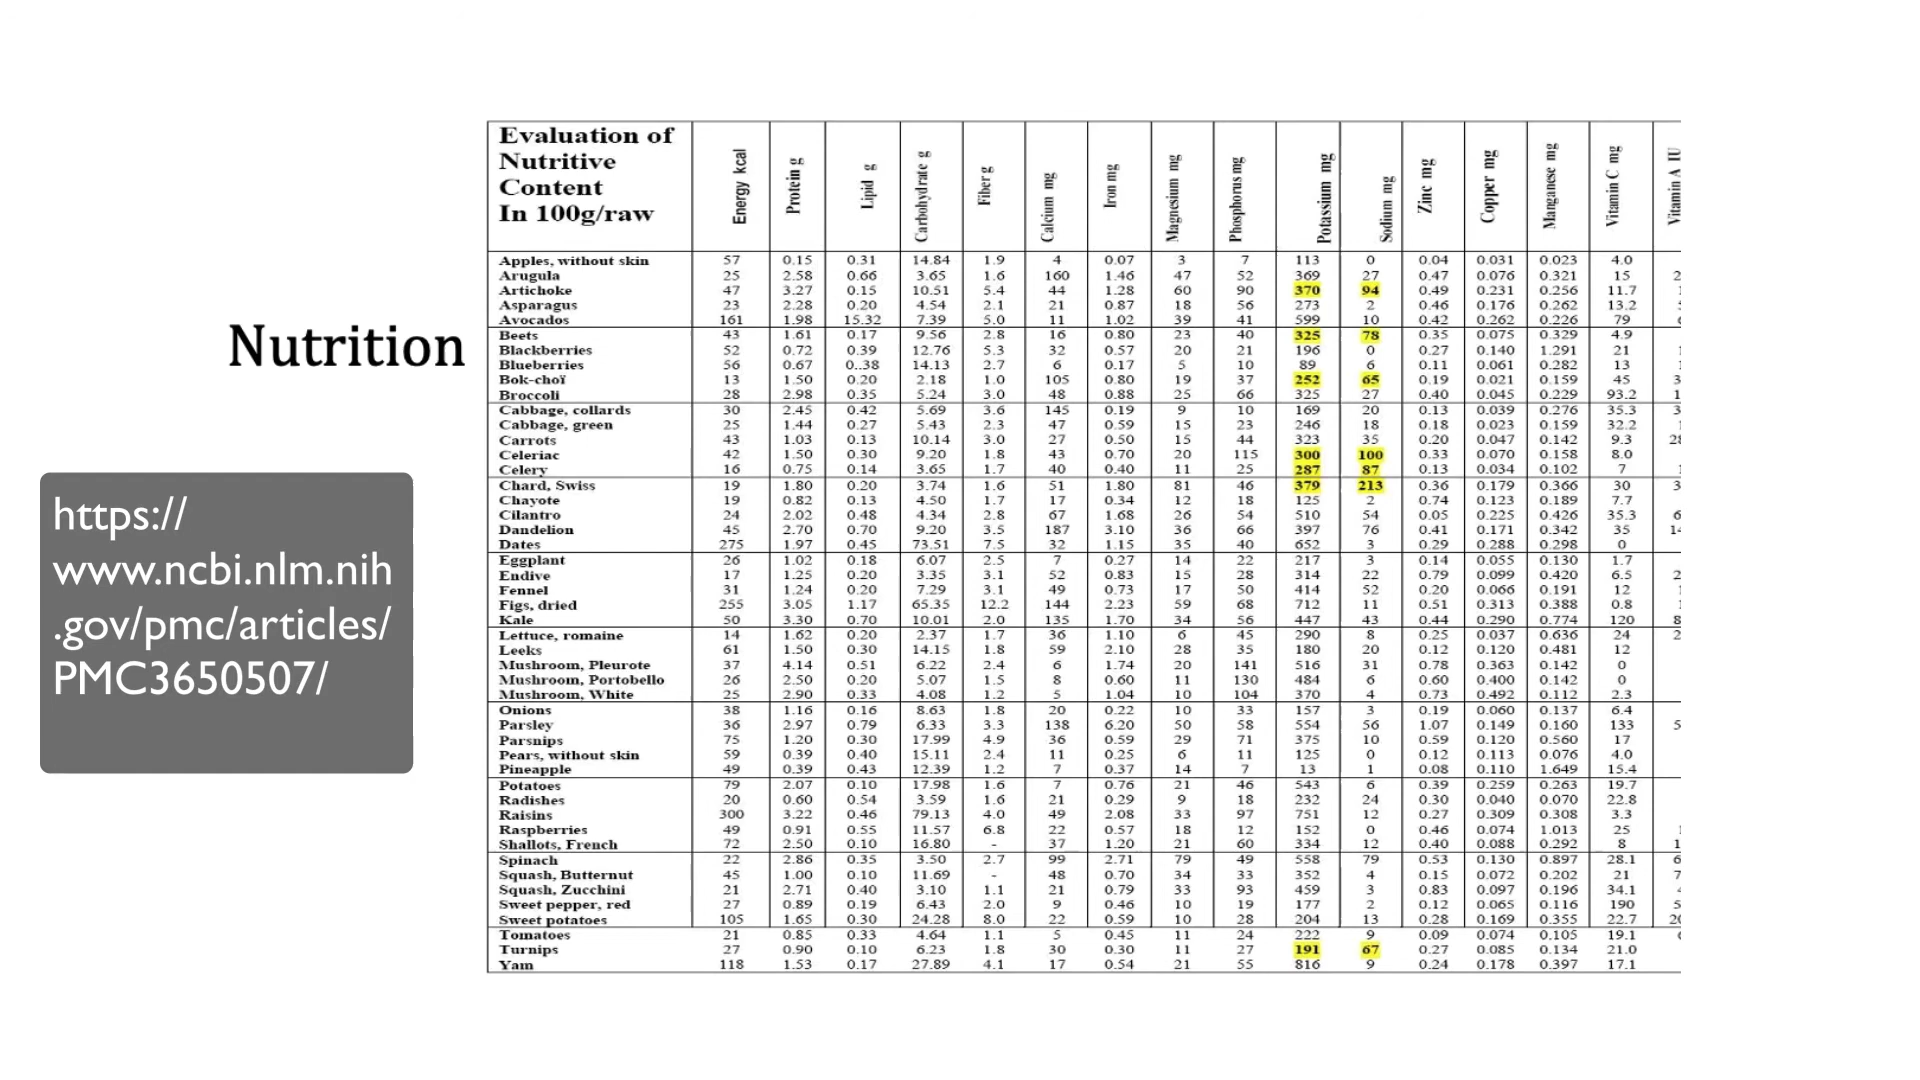 Nutrition
https://
www.ncbi.nlm.nih
.gov/pmc/articles/
PMC3650507/
Evaluation of
Nutritive
Content
In 100g/raw
Energy kcal Protein g Lipid g Carbohydrate g Fiber g Calcium mg Iron mg Magnesium mg Phosphorus mg Potassium mg Sodium mg Zinc mg Copper mg Manganese mg Vitamin C mg Vitamin A IU
Apples, without skin 57 0.15 0.31 14.84 1.9 4 0.07 3 7 113 0 0.04 0.031 0.023 4.0
Arugula 25 2.58 0.66 3.65 1.6 160 1.46 47 52 369 27 0.47 0.076 0.321 15 2
Artichoke 47 3.27 0.15 10.51 5.4 44 1.28 60 90 370 94 0.49 0.231 0.256 11.7
Asparagus 23 2.28 0.20 4.54 2.1 21 0.87 18 56 273 2 0.46 0.176 0.262 13.2
Avocados 161 1.98 15.32 7.39 5.0 11 1.02 39 41 599 10 0.42 0.262 0.226 79
Beets 43 1.61 0.17 9.56 2.8 16 0.80 23 40 325 78 0.35 0.075 0.329 4.9
Blackberries 52 0.72 0.39 12.76 5.3 32 0.57 20 21 196 0 0.27 0.140 1.291 21 1
Blueberries 56 0.67 0..38 14.13 2.7 6 0.17 5 10 89 6 0.11 0.061 0.282 13
Bok-choï 13 1.50 0.20 2.18 1.0 105 0.80 19 37 252 65 0.19 0.021 0.159 45 3
Broccoli 28 2.98 0.35 5.24 3.0 48 0.88 25 66 325 27 0.40 0.045 0.229 93.2 1
Cabbage, collards 30 2.45 0.42 5.69 3.6 145 0.19 9 10 169 20 0.13 0.039 0.276 35.3 3
Cabbage, green 25 1.44 0.27 5.43 2.3 47 0.59 15 23 246 18 0.18 0.023 0.159 32.2
Carrots 43 1.03 0.13 10.14 3.0 27 0.50 15 44 323 35 0.20 0.047 0.142 9.3 28
Celeriac 42 1.50 0.30 9.20 1.8 43 0.70 20 115 300 100 0.33 0.070 0.158 8.0
Celery 16 0.75 0.14 3.65 1.7 40 0.40 11 25 287 87 0.13 0.034 0.102 7 1
Chard, Swiss 19 1.80 0.20 3.74 1.6 51 1.80 81 46 379 213 0.36 0.179 0.366 30 3
Chayote 19 0.82 0.13 4.50 1.7 17 0.34 12 18 125 2 0.74 0.123 0.189 7.7
Cilantro 24 2.02 0.48 4.34 2.8 67 1.68 26 54 510 54 0.05 0.225 0.426 35.3 6
Dandelion 45 2.70 0.70 9.20 3.5 187 3.10 36 66 397 76 0.41 0.171 0.342 35 14
Dates 275 1.97 0.45 73.51 7.5 32 1.15 35 40 652 3 0.29 0.288 0.298 0
Eggplant 26 1.02 0.18 6.07 2.5 7 0.27 14 22 217 3 0.14 0.055 0.130 1.7
Endive 17 1.25 0.20 3.35 3.1 52 0.83 15 28 314 22 0.79 0.099 0.420 6.5 2
Fennel 31 1.24 0.20 7.29 3.1 49 0.73 17 50 414 52 0.20 0.066 0.191 12 1
Figs, dried 255 3.05 1.17 65.35 12.2 144 2.23 59 68 712 11 0.51 0.313 0.388 0.8
Kale 50 3.30 0.70 10.01 2.0 135 1.70 34 56 447 43 0.44 0.290 0.774 120 8
Lettuce, romaine 14 1.62 0.20 2.37 1.7 36 1.10 6 45 290 8 0.25 0.037 0.636 24 2
Leeks 61 1.50 0.30 14.15 1.8 59 2.10 28 35 180 20 0.12 0.120 0.481 12
Mushroom, Pleurote 37 4.14 0.51 6.22 2.4 6 1.74 20 141 516 31 0.78 0.363 0.142 0
Mushroom, Portobello 26 2.50 0.20 5.07 1.5 8 0.60 11 130 484 6 0.60 0.400 0.142 0
Mushroom, White 25 2.90 0.33 4.08 1.2 5 1.04 10 104 370 4 0.73 0.492 0.112 2.3
Onions 38 1.16 0.16 8.63 1.8 20 0.22 10 33 157 3 0.19 0.060 0.137 6.4
Parsley 36 2.97 0.79 6.33 3.3 138 6.20 50 58 554 56 1.07 0.149 0.160 133 5
Parsnips 75 1.20 0.30 17.99 4.9 36 0.59 29 71 375 10 0.59 0.120 0.560 17
Pears, without skin 59 0.39 0.40 15.11 2.4 11 0.25 6 11 125 0 0.12 0.113 0.076 4.0
Pineapple 49 0.39 0.43 12.39 1.2 7 0.37 14 7 13 1 0.08 0.110 1.649 15.4
Potatoes 79 2.07 0.10 17.98 1.6 7 0.76 21 46 543 6 0.39 0.259 0.263 19.7
Radishes 20 0.60 0.54 3.59 1.6 21 0.29 9 18 232 24 0.30 0.040 0.070 22.8
Raisins 300 3.22 0.46 79.13 4.0 49 2.08 33 97 751 12 0.27 0.309 0.308 3.3
Raspberries 49 0.91 0.55 11.57 6.8 22 0.57 18 12 152 0 0.46 0.074 1.013 25 1
Shallots, French 72 2.50 0.10 16.80 - 37 1.20 21 60 334 12 0.40 0.088 0.292 8 1
Spinach 22 2.86 0.35 3.50 2.7 99 2.71 79 49 558 79 0.53 0.130 0.897 28.1 6
Squash, Butternut 45 1.00 0.10 11.69 - 48 0.70 34 33 352 4 0.15 0.072 0.202 21 7
Squash, Zucchini 21 2.71 0.40 3.10 1.1 21 0.79 33 93 459 3 0.83 0.097 0.196 34.1
Sweet pepper, red 27 0.89 0.19 6.43 2.0 9 0.46 10 19 177 2 0.12 0.065 0.116 190 5
Sweet potatoes 105 1.65 0.30 24.28 8.0 22 0.59 10 28 204 13 0.28 0.169 0.355 22.7 20
Tomatoes 21 0.85 0.33 4.64 1.1 5 0.45 11 24 222 9 0.09 0.074 0.105 19.1
Turnips 27 0.90 0.10 6.23 1.8 30 0.30 11 27 191 67 0.27 0.085 0.134 21.0
Yam 118 1.53 0.17 27.89 4.1 17 0.54 21 55 816 9 0.24 0.178 0.397 17.1